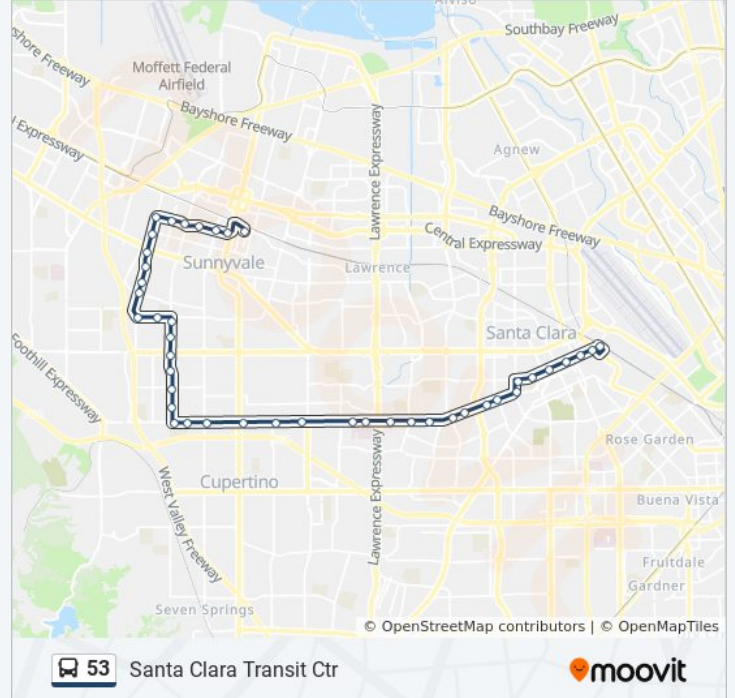 Alviso
Southbay Freeway
shore Freeway
Moffett Federal
Airfield
Bayshore Freeway
l Expressway
Lawrence Expressway
Agnew
Bayshore Freeway
Central Expressway
Sunnyvale
Lawrence
Santa Clara
Foothill Expressway
Rose Garden
Cupertino
West Valley Freeway
Lawrence Expressway
Buena Vista
Fruitdale
Gardner
Seven Springs
© OpenStreetMap contributors | © OpenMapTiles
53 Santa Clara Transit Ctr
moovit